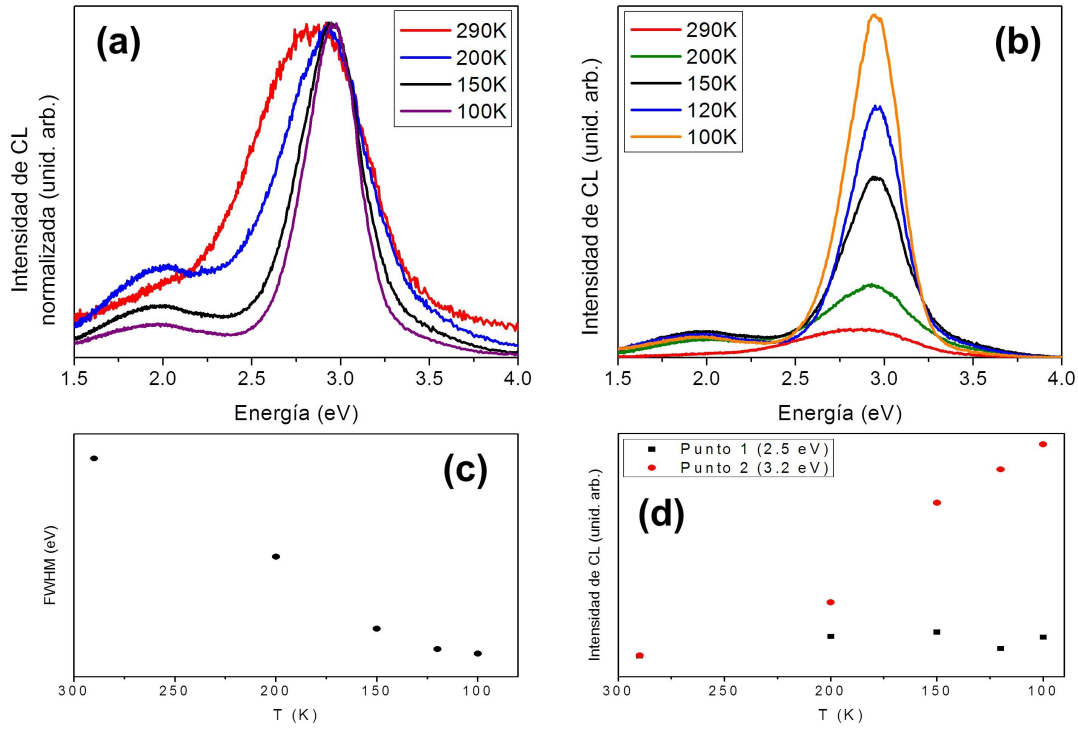 (a)
290K
200K
150K
100K
Intensidad de CL
normalizada (unid. arb.)
1.5 2.0 2.5 3.0 3.5 4.0
Energía (eV)
(b)
290K
200K
150K
120K
100K
Intensidad de CL (unid. arb.)
1.5 2.0 2.5 3.0 3.5 4.0
Energía (eV)
(c)
FWHM (eV)
300 250 200 150 100
T (K)
Punto 1 (2.5 eV)
Punto 2 (3.2 eV)
(d)
Intensidad de CL (unid. arb.)
300 250 200 150 100
T (K)